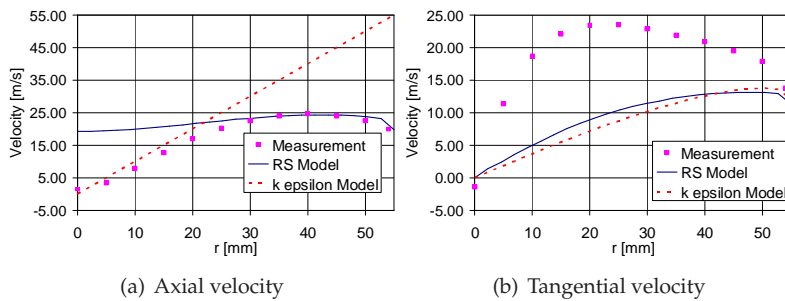 55.00
45.00
35.00
25.00
15.00
5.00
-5.00
Velocity [m/s]
0 10 20 30 40 50
r [mm]
Measurement
RS Model
k epsilon Model
(a) Axial velocity
25.00
20.00
15.00
10.00
5.00
0.00
-5.00
Velocity [m/s]
0 10 20 30 40 50
r [mm]
Measurement
RS Model
k epsilon Model
(b) Tangential velocity